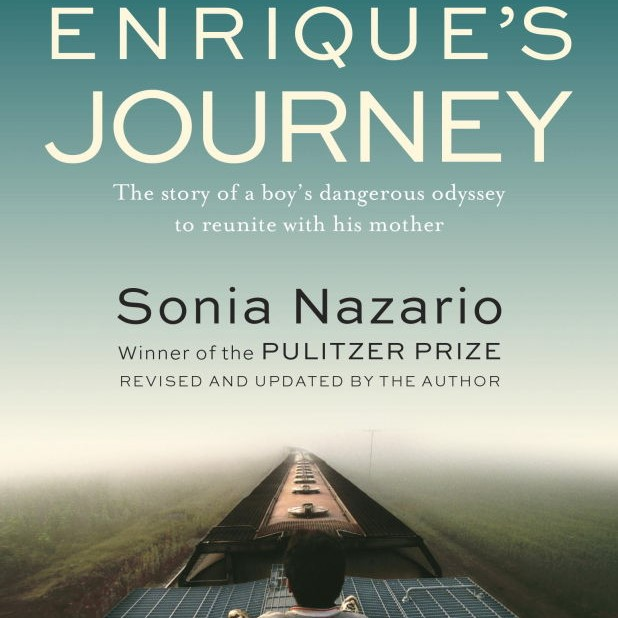 ENRIQUE’S
JOURNEY
The story of a boy’s dangerous odyssey
to reunite with his mother
Sonia Nazario
Winner of the PULITZER PRIZE
REVISED AND UPDATED BY THE AUTHOR